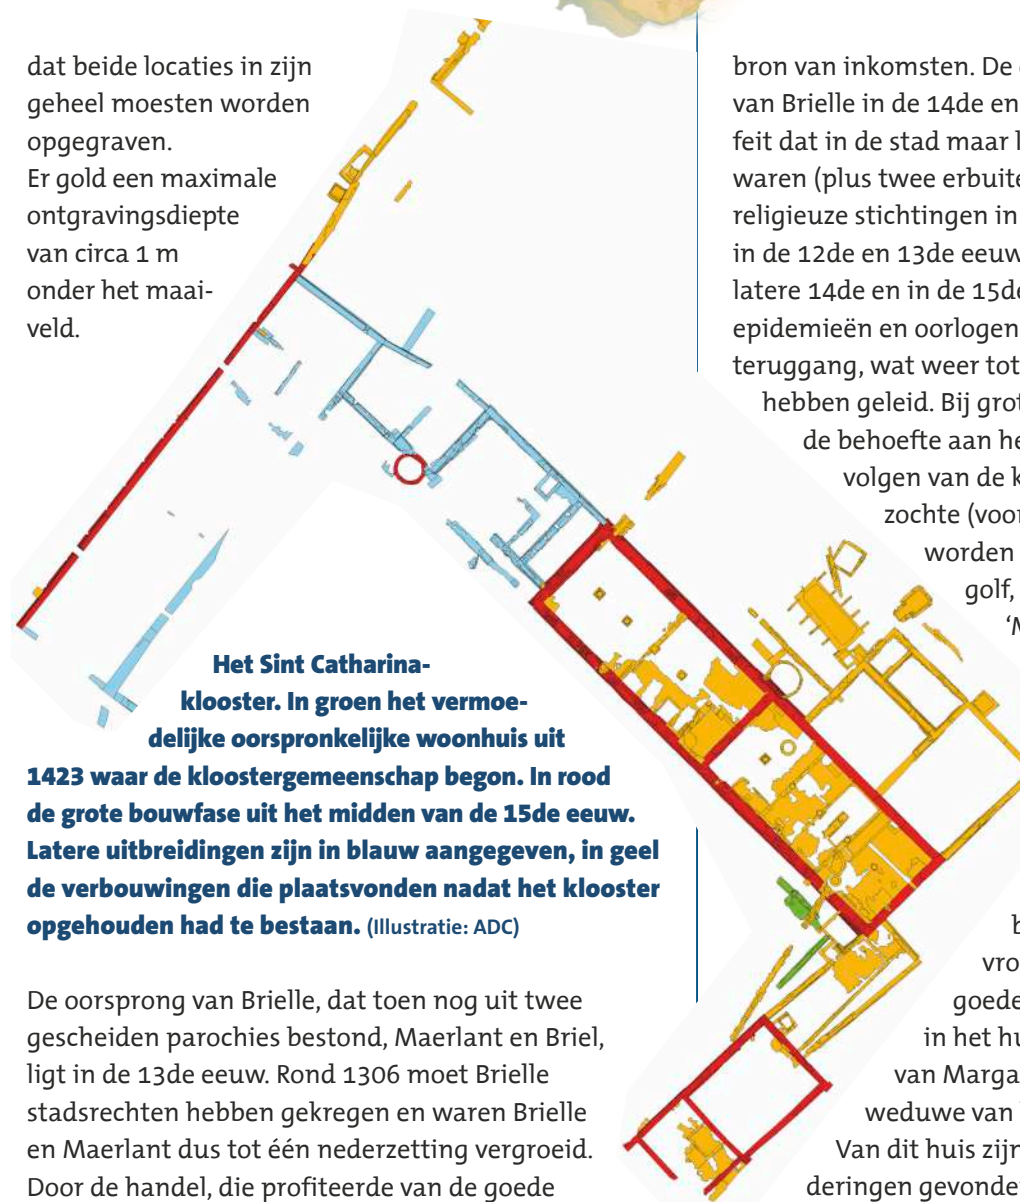 dat beide locaties in zijn
geheel moesten worden
opgegraven.
Er gold een maximale
ontgravingsdiepte
van circa 1 m
onder het maai-
veld.
Het Sint Catharina-
klooster. In groen het vermoe-
delijke oorspronkelijke woonhuis uit
1423 waar de kloostergemeenschap begon. In rood
de grote bouwfase uit het midden van de 15de eeuw.
Latere uitbreidingen zijn in blauw aangegeven, in geel
de verbouwingen die plaatsvonden nadat het klooster
opgehouden had te bestaan. (Illustratie: ADC)
De oorsprong van Brielle, dat toen nog uit twee
gescheiden parochies bestond, Maerlant en Briel,
ligt in de 13de eeuw. Rond 1306 moet Brielle
stadsrechten hebben gekregen en waren Brielle
en Maerlant dus tot één nederzetting vergroeid.
Door de handel, die profiteerde van de goede
bron van inkomsten. De
van Brielle in de 14de en
feit dat in de stad maar
waren (plus twee
religieuze stichtingen in
in de 12de en 13de eeuw
latere 14de en in de 15de
epidemieën en oorlogen
teruggang, wat weer tot
hebben geleid. Bij
de behoefte aan
volgen van de
zochte
worden
golf,
in het
van
weduwe van
Van dit huis zijn
deringen